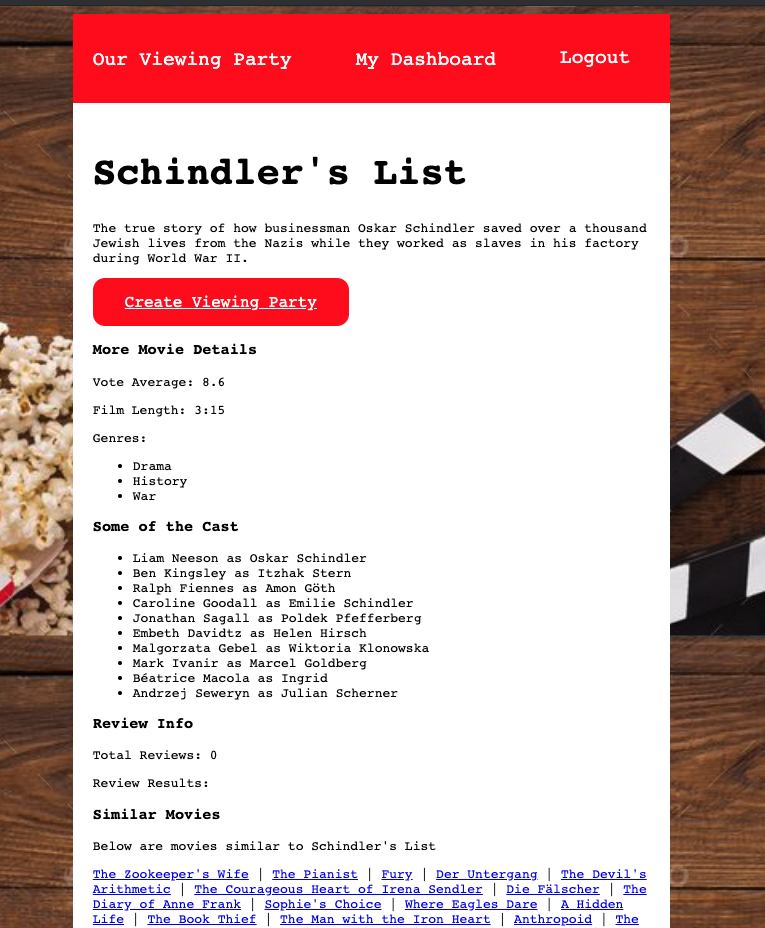 Our Viewing Party My Dashboard Logout
Schindler's List
The true story of how businessman Oskar Schindler saved over a thousand
Jewish lives from the Nazis while they worked as slaves in his factory
during World War II.
Create Viewing Party
More Movie Details
Vote Average: 8.6
Film Length: 3:15
Genres:
• Drama
• History
• War
Some of the Cast
• Liam Neeson as Oskar Schindler
• Ben Kingsley as Itzhak Stern
• Ralph Fiennes as Amon Göth
• Caroline Goodall as Emilie Schindler
• Jonathan Sagall as Poldek Pfefferberg
• Embeth Davidtz as Helen Hirsch
• Malgorzata Gebel as Wiktoria Klonowska
• Mark Ivanir as Marcel Goldberg
• Béatrice Macola as Ingrid
• Andrzej Seweryn as Julian Scherner
Review Info
Total Reviews: 0
Review Results:
Similar Movies
Below are movies similar to Schindler's List
The Zookeeper's Wife | The Pianist | Fury | Der Untergang | The Devil's
Arithmetic | The Courageous Heart of Irena Sendler | Die Fälscher | The
Diary of Anne Frank | Sophie's Choice | Where Eagles Dare | A Hidden
Life | The Book Thief | The Man with the Iron Heart | Anthropoid | The